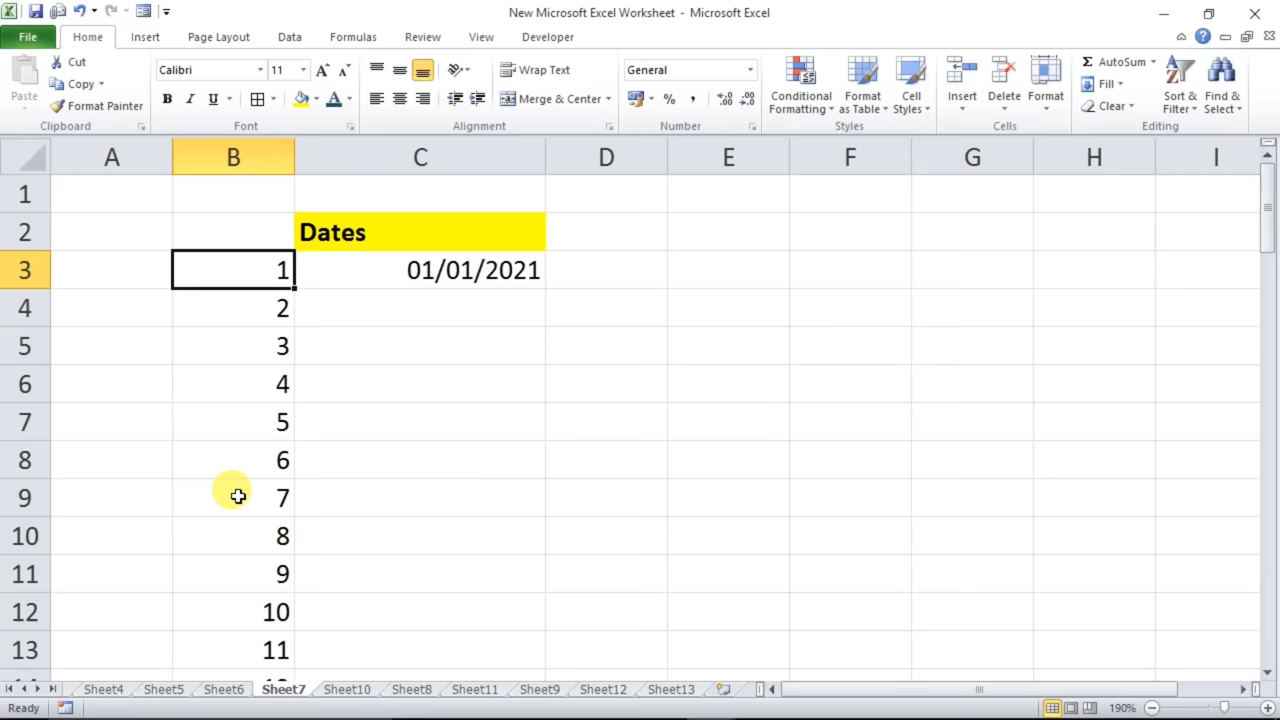 New Microsoft Excel Worksheet - Microsoft Excel
File Home Insert Page Layout Data Formulas Review View Developer
Paste
Cut
Copy
Format Painter
Clipboard
Calibri 11
B I U
Font
Wrap Text
Merge & Center
Alignment
General
% ,
Number
Conditional Formatting
Format as Table
Cell Styles
Styles
Insert Delete Format
Cells
Σ AutoSum
Fill
Clear
Sort & Filter
Find & Select
Editing
A B C D E F G H I
1
2 Dates
3 1 01/01/2021
4 2
5 3
6 4
7 5
8 6
9 7
10 8
11 9
12 10
13 11
Sheet4 Sheet5 Sheet6 Sheet7 Sheet10 Sheet8 Sheet11 Sheet9 Sheet12 Sheet13
Ready 190%